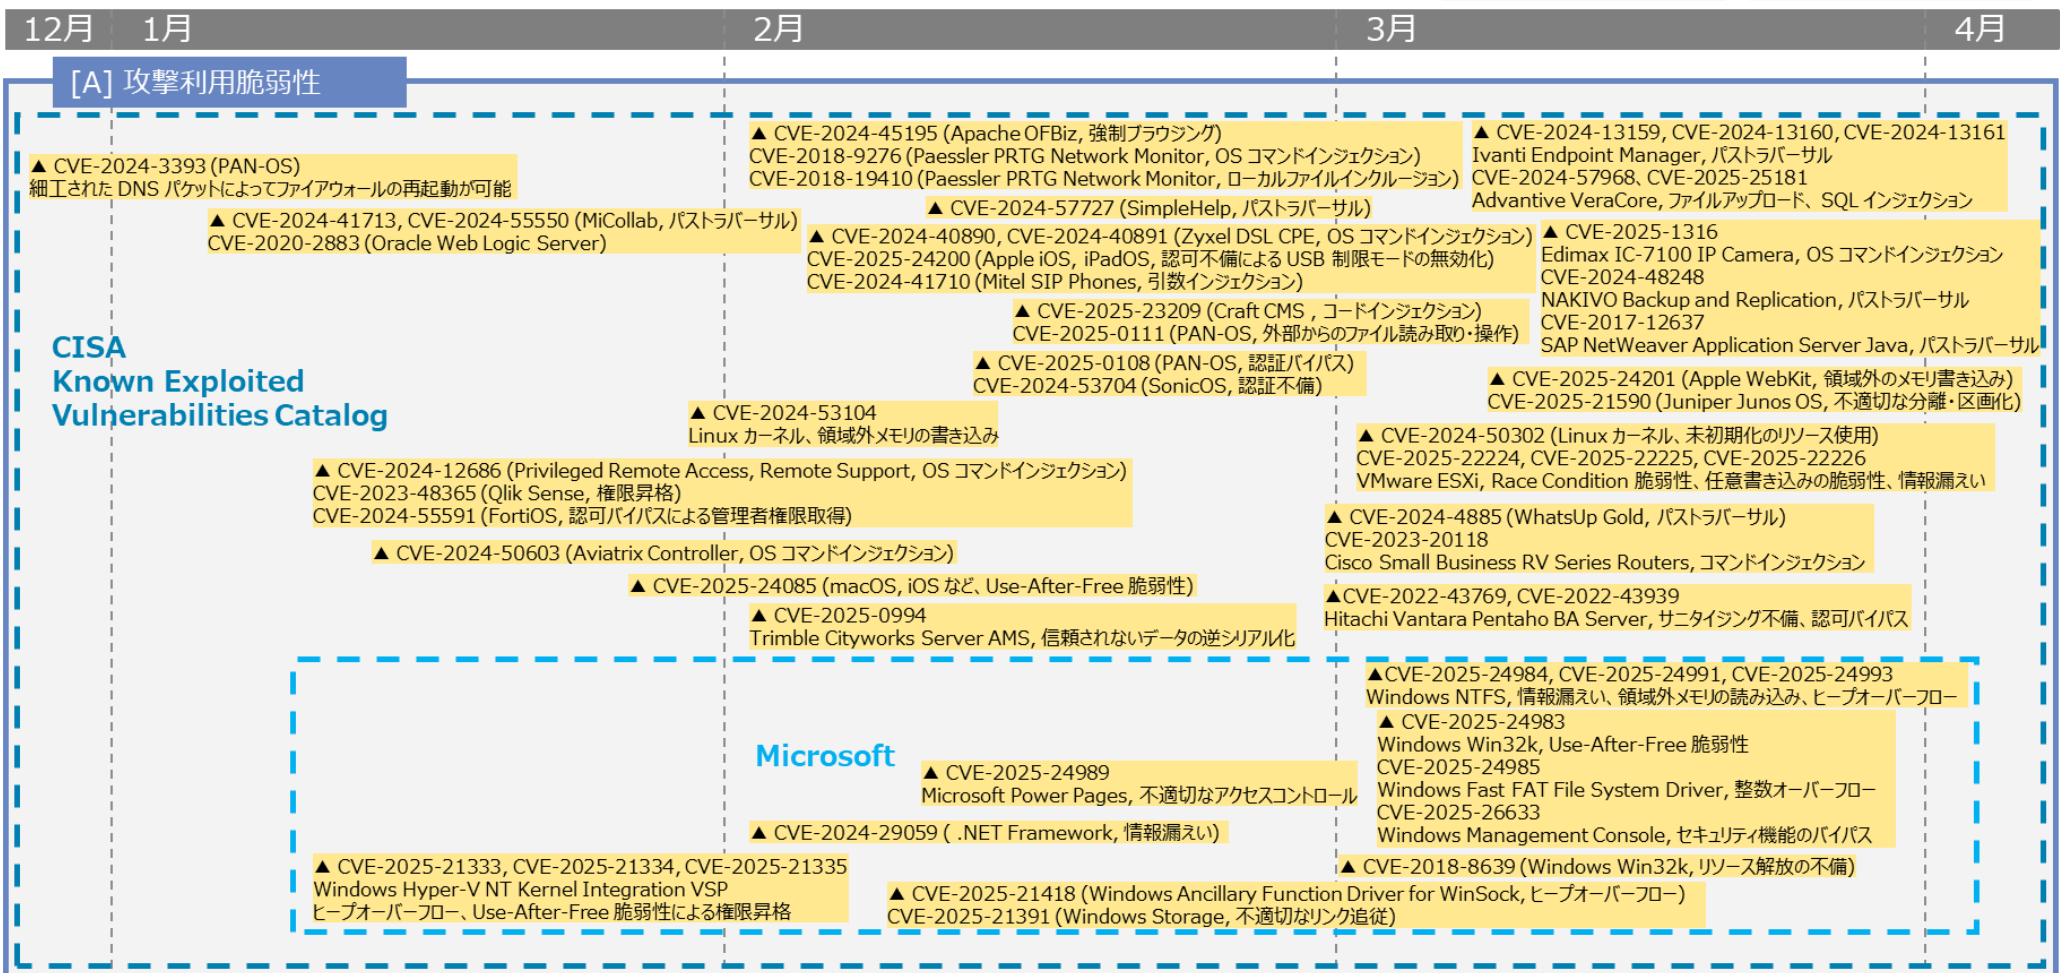 12月 1月 2月 3月 4月
[A] 攻撃利用脆弱性
▲ CVE-2024-3393 (PAN-OS)
細工された DNS パケットによってファイアウォールの再起動が可能
▲ CVE-2024-41713, CVE-2024-55550 (MiCollab, パストラバーサル)
CVE-2020-2883 (Oracle Web Logic Server)
▲ CVE-2024-45195 (Apache OFBiz, 強制ブラウジング)
CVE-2018-9276 (Paessler PRTG Network Monitor, OS コマンドインジェクション)
CVE-2018-19410 (Paessler PRTG Network Monitor, ローカルファイルインクルージョン)
▲ CVE-2024-57727 (SimpleHelp, パストラバーサル)
▲ CVE-2024-40890, CVE-2024-40891 (Zyxel DSL CPE, OS コマンドインジェクション)
CVE-2025-24200 (Apple iOS, iPadOS, 認可不備による USB 制限モードの無効化)
CVE-2024-41710 (Mitel SIP Phones, 引数インジェクション)
▲ CVE-2025-23209 (Craft CMS , コードインジェクション)
CVE-2025-0111 (PAN-OS, 外部からのファイル読み取り・操作)
▲ CVE-2025-0108 (PAN-OS, 認証バイパス)
CVE-2024-53704 (SonicOS, 認証不備)
▲ CVE-2024-13159, CVE-2024-13160, CVE-2024-13161
Ivanti Endpoint Manager, パストラバーサル
CVE-2024-57968、CVE-2025-25181
Advantive VeraCore, ファイルアップロード、SQL インジェクション
▲ CVE-2025-1316
Edimax IC-7100 IP Camera, OS コマンドインジェクション
CVE-2024-48248
NAKIVO Backup and Replication, パストラバーサル
CVE-2017-12637
SAP NetWeaver Application Server Java, パストラバーサル
▲ CVE-2025-24201 (Apple WebKit, 領域外のメモリ書き込み)
CVE-2025-21590 (Juniper Junos OS, 不適切な分離・区画化)
CISA
Known Exploited
Vulnerabilities Catalog
▲ CVE-2024-53104
Linux カーネル、領域外メモリの書き込み
▲ CVE-2024-50302 (Linux カーネル、未初期化のリソース使用)
CVE-2025-22224, CVE-2025-22225, CVE-2025-22226
VMware ESXi, Race Condition 脆弱性、任意書き込みの脆弱性、情報漏えい
▲ CVE-2024-12686 (Privileged Remote Access, Remote Support, OS コマンドインジェクション)
CVE-2023-48365 (Qlik Sense, 権限昇格)
CVE-2024-55591 (FortiOS, 認可バイパスによる管理者権限取得)
▲ CVE-2024-4885 (WhatsUp Gold, パストラバーサル)
CVE-2023-20118
Cisco Small Business RV Series Routers, コマンドインジェクション
▲ CVE-2024-50603 (Aviatrix Controller, OS コマンドインジェクション)
▲ CVE-2025-24085 (macOS, iOS など、Use-After-Free 脆弱性)
▲CVE-2022-43769, CVE-2022-43939
Hitachi Vantara Pentaho BA Server, サニタイジング不備、認可バイパス
▲ CVE-2025-0994
Trimble Cityworks Server AMS, 信頼されないデータの逆シリアル化
▲CVE-2025-24984, CVE-2025-24991, CVE-2025-24993
Windows NTFS, 情報漏えい、領域外メモリの読み込み、ヒープオーバーフロー
▲ CVE-2025-24983
Windows Win32k, Use-After-Free 脆弱性
CVE-2025-24985
Windows Fast FAT File System Driver, 整数オーバーフロー
CVE-2025-26633
Windows Management Console, セキュリティ機能のバイパス
Microsoft
▲ CVE-2025-24989
Microsoft Power Pages, 不適切なアクセスコントロール
▲ CVE-2024-29059 ( .NET Framework, 情報漏えい)
▲ CVE-2018-8639 (Windows Win32k, リソース解放の不備)
▲ CVE-2025-21333, CVE-2025-21334, CVE-2025-21335
Windows Hyper-V NT Kernel Integration VSP
ヒープオーバーフロー、Use-After-Free 脆弱性による権限昇格
▲ CVE-2025-21418 (Windows Ancillary Function Driver for WinSock, ヒープオーバーフロー)
CVE-2025-21391 (Windows Storage, 不適切なリンク追従)